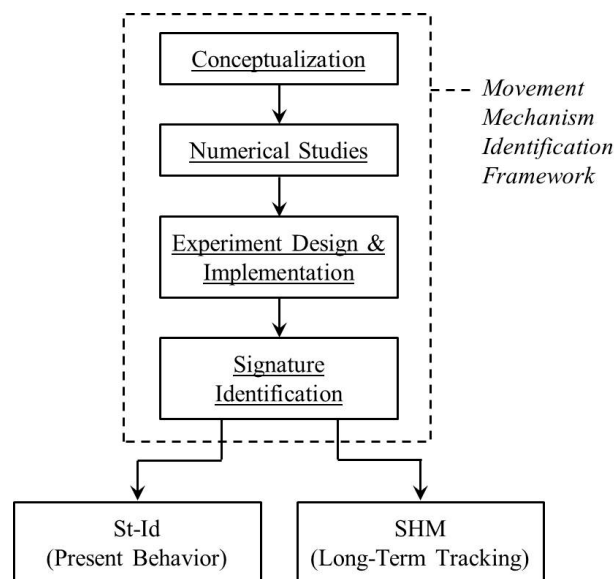 Conceptualization
Numerical Studies
Experiment Design &
Implementation
Signature
Identification
Movement
Mechanism
Identification
Framework
St-Id
(Present Behavior)
SHM
(Long-Term Tracking)